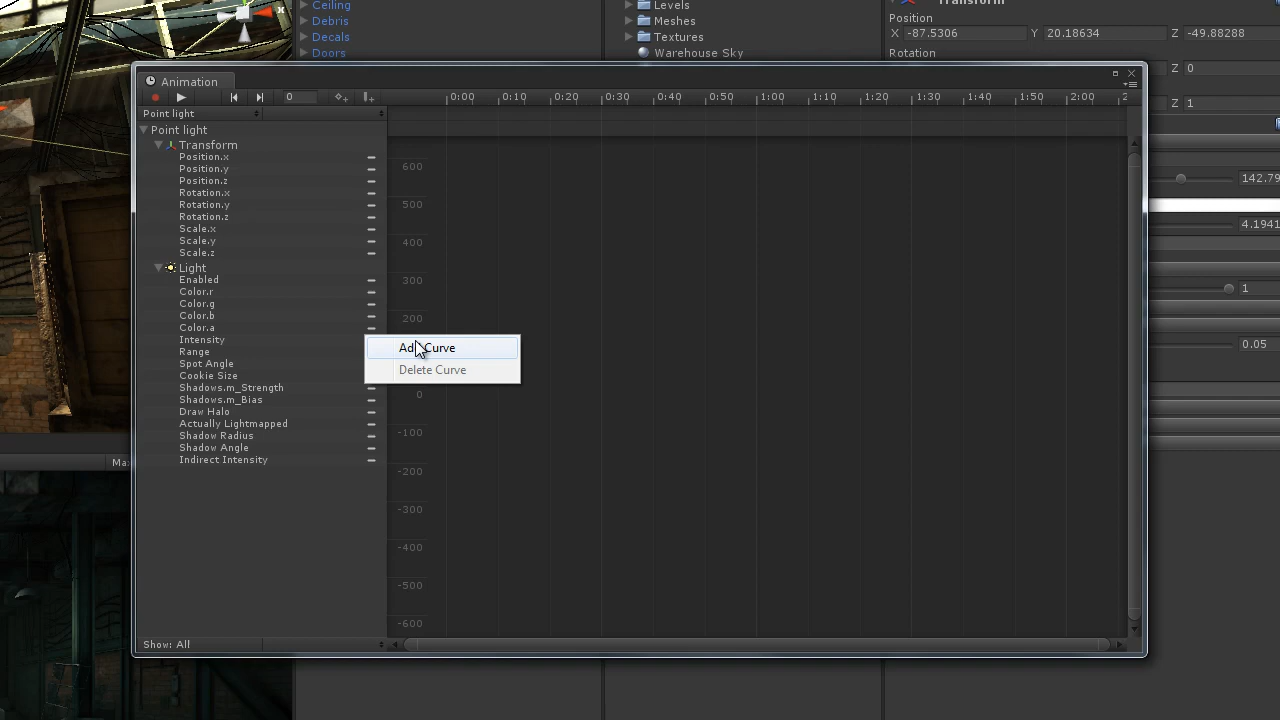 Ceiling
Debris
Decals
Doors
Levels
Meshes
Textures
Warehouse Sky
Transform
Position
X -87.5306 Y 20.18634 Z -49.88288
Rotation
Z 0
Z 1
142.79
4.1941
1
0.05
Animation
0
0:00 0:10 0:20 0:30 0:40 0:50 1:00 1:10 1:20 1:30 1:40 1:50 2:00 2
Point light
Point light
Transform
Position.x
Position.y
Position.z
Rotation.x
Rotation.y
Rotation.z
Scale.x
Scale.y
Scale.z
Light
Enabled
Color.r
Color.g
Color.b
Color.a
Intensity
Range
Spot Angle
Cookie Size
Shadows.m_Strength
Shadows.m_Bias
Draw Halo
Actually Lightmapped
Shadow Radius
Shadow Angle
Indirect Intensity
Show: All
600
500
400
300
200
0
-100
-200
-300
-400
-500
-600
Add Curve
Delete Curve
Max
x